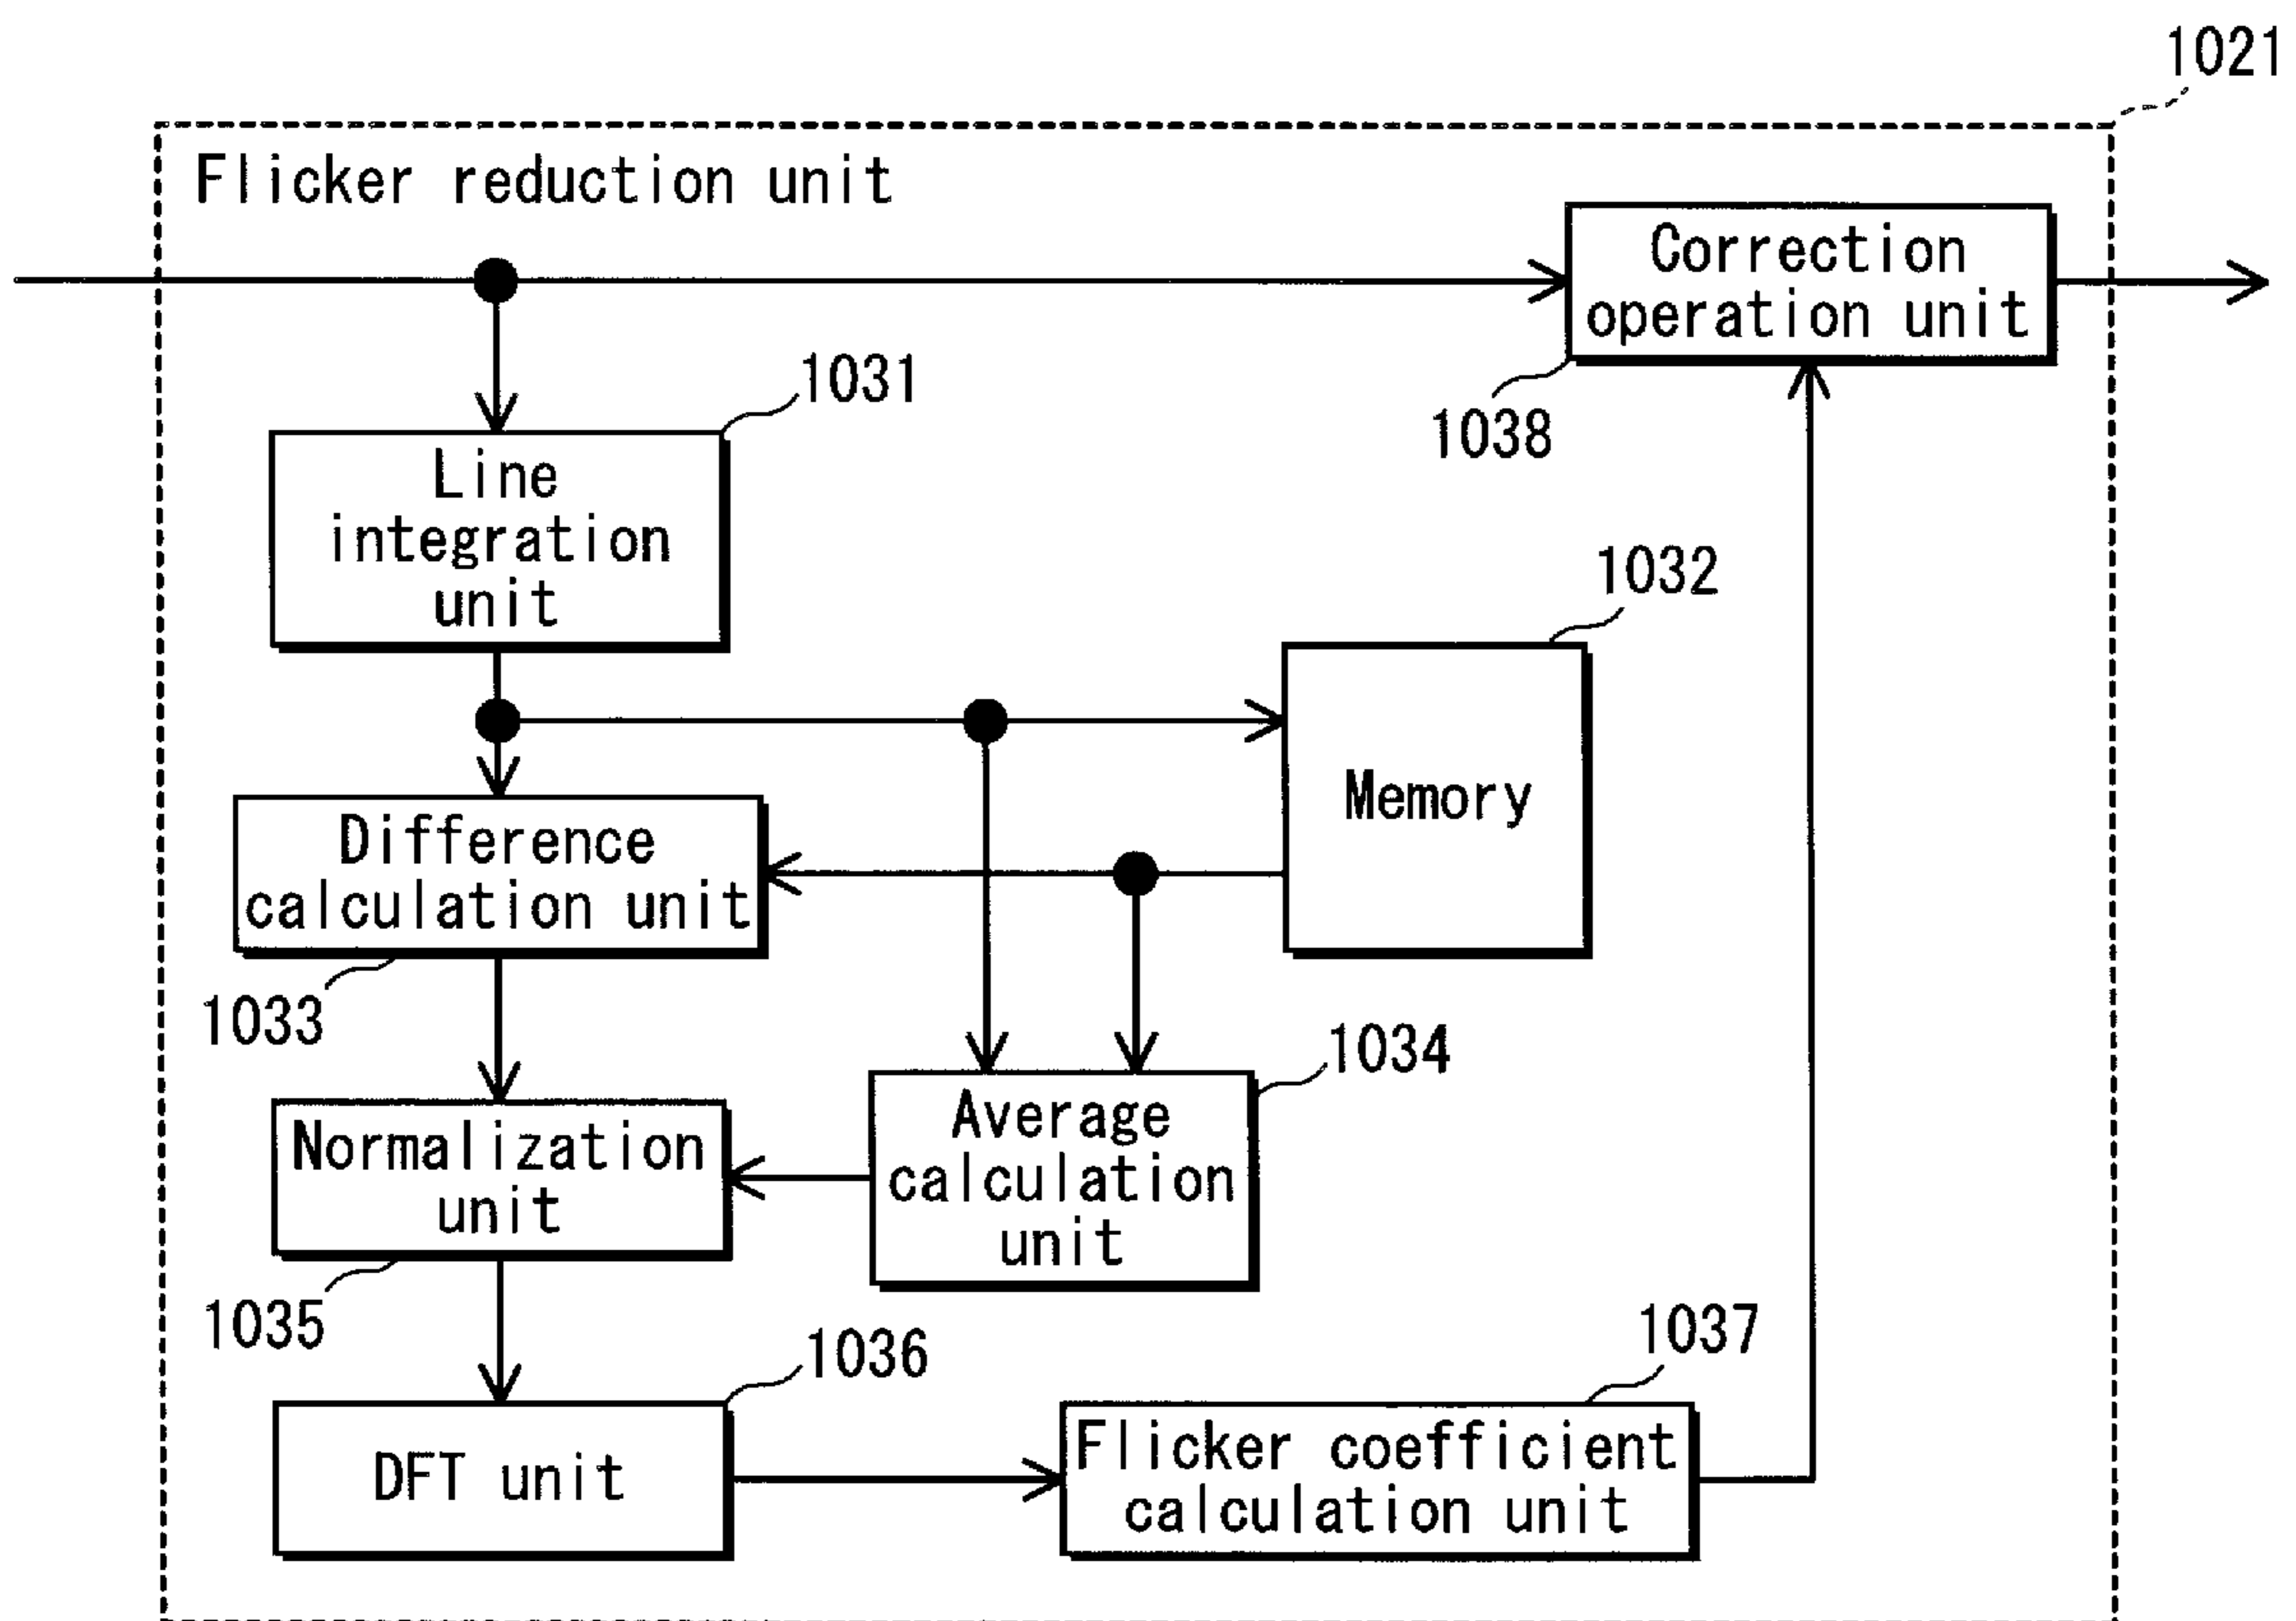 1021
Flicker reduction unit
Correction
operation unit
1038
1031
Line
integration
unit
1032
Memory
Difference
calculation unit
1033
1034
Average
calculation
unit
Normalization
unit
1035
1036
DFT unit
1037
Flicker coefficient
calculation unit